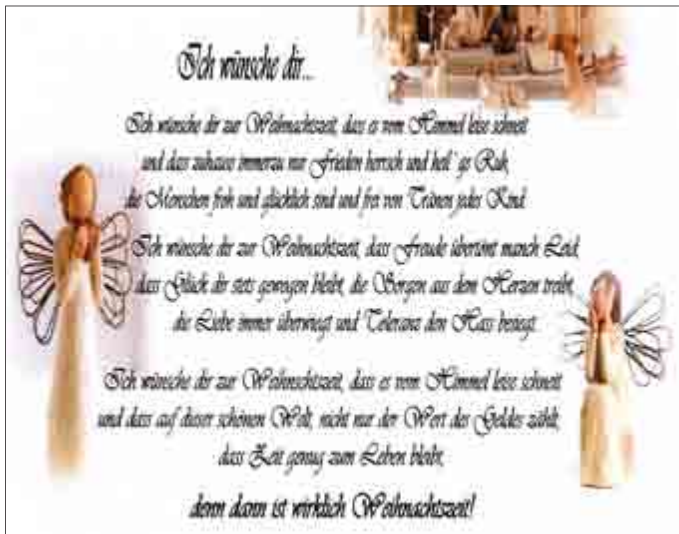 Ich wünsche dir...
Ich wünsche dir zur Weihnachtszeit, dass es vom Himmel leise schneit
und dass zuhause immerzu nur Frieden herrsch und heil´ge Ruh,
die Menschen froh und glücklich sind und frei von Tränen jedes Kind.
Ich wünsche dir zur Weihnachtszeit, dass Freude übertönt manch Leid,
dass Glück dir stets gewogen bleibt, die Sorgen aus dem Herzen treibt,
die Liebe immer überwiegt und Toleranz den Hass besiegt.
Ich wünsche dir zur Weihnachtszeit, dass es vom Himmel leise schneit
und dass auf dieser schönen Welt, nicht nur der Wert des Geldes zählt,
dass Zeit genug zum Leben bleibt,
denn dann ist wirklich Weihnachtszeit!